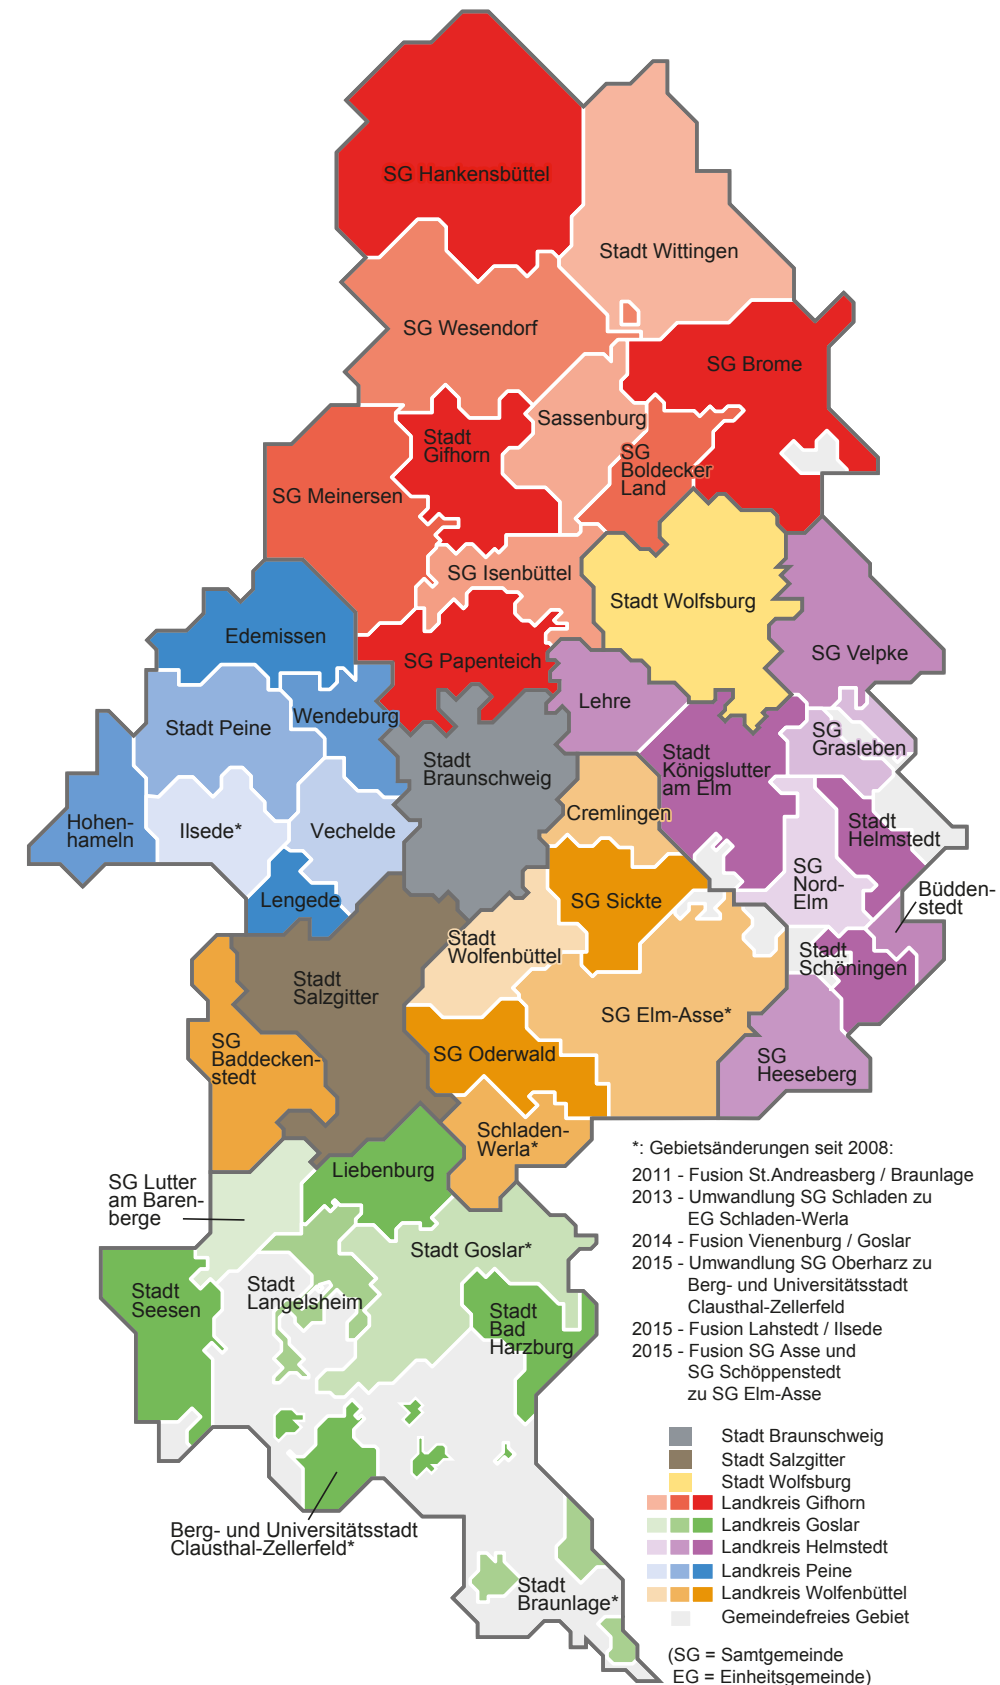 SG Hankensbüttel
Stadt Wittingen
SG Wesendorf
SG Brome
Sassenburg
Stadt
Gifhorn
SG
Boldecker
Land
SG Meinersen
SG Isenbüttel
Stadt Wolfsburg
Edemissen
SG Papenteich
SG Velpke
Lehre
Wendeburg
Stadt Peine
SG
Grasleben
Stadt
Braunschweig
Stadt
Königslutter
am Elm
Hohen-
hameln
Ilsede*
Vechelde
Cremlingen
Stadt
Helmstedt
SG
Nord-
Elm
Büdden-
stedt
Lengede
SG Sickte
Stadt
Wolfenbüttel
Stadt
Schöningen
Stadt
Salzgitter
SG Elm-Asse*
SG
Baddecken-
stedt
SG Oderwald
SG
Heeseberg
Schladen-
Werla*
Liebenburg
SG Lutter
am Baren-
berge
Stadt Goslar*
Stadt
Seesen
Stadt
Langelsheim
Stadt
Bad
Harzburg
Berg- und Universitätsstadt
Clausthal-Zellerfeld*
Stadt
Braunlage*
*: Gebietsänderungen seit 2008:
2011 - Fusion St.Andreasberg / Braunlage
2013 - Umwandlung SG Schladen zu
EG Schladen-Werla
2014 - Fusion Vienenburg / Goslar
2015 - Umwandlung SG Oberharz zu
Berg- und Universitätsstadt
Clausthal-Zellerfeld
2015 - Fusion Lahstedt / Ilsede
2015 - Fusion SG Asse und
SG Schöppenstedt
zu SG Elm-Asse
Stadt Braunschweig
Stadt Salzgitter
Stadt Wolfsburg
Landkreis Gifhorn
Landkreis Goslar
Landkreis Helmstedt
Landkreis Peine
Landkreis Wolfenbüttel
Gemeindefreies Gebiet
(SG = Samtgemeinde
EG = Einheitsgemeinde)